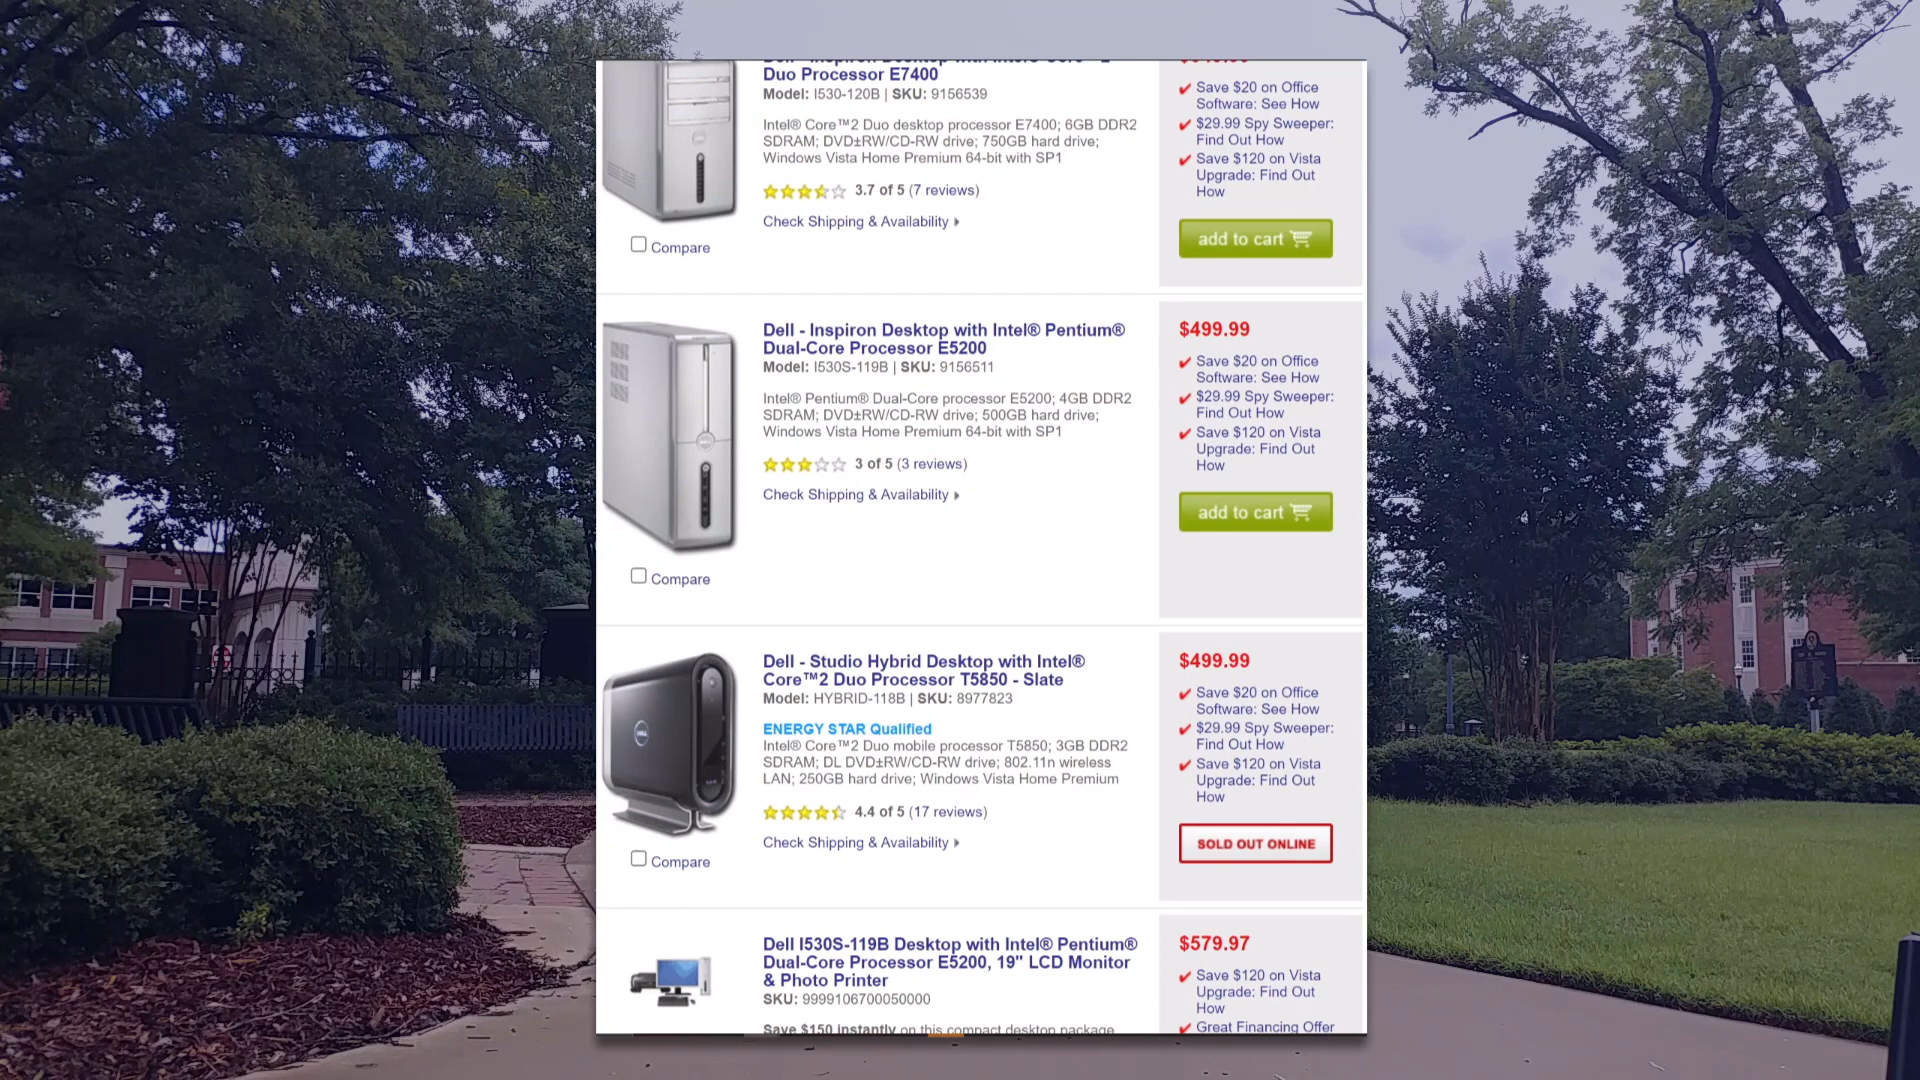 Duo Processor E7400
Model: I530-120B | SKU: 9156539
Intel® Core™2 Duo desktop processor E7400; 6GB DDR2
SDRAM; DVD±RW/CD-RW drive; 750GB hard drive;
Windows Vista Home Premium 64-bit with SP1
3.7 of 5 (7 reviews)
Check Shipping & Availability
Compare
Save $20 on Office
Software: See How
$29.99 Spy Sweeper:
Find Out How
Save $120 on Vista
Upgrade: Find Out
How
add to cart
Dell - Inspiron Desktop with Intel® Pentium®
Dual-Core Processor E5200
Model: I530S-119B | SKU: 9156511
Intel® Pentium® Dual-Core processor E5200; 4GB DDR2
SDRAM; DVD±RW/CD-RW drive; 500GB hard drive;
Windows Vista Home Premium 64-bit with SP1
3 of 5 (3 reviews)
Check Shipping & Availability
Compare
$499.99
Save $20 on Office
Software: See How
$29.99 Spy Sweeper:
Find Out How
Save $120 on Vista
Upgrade: Find Out
How
add to cart
Dell - Studio Hybrid Desktop with Intel®
Core™2 Duo Processor T5850 - Slate
Model: HYBRID-118B | SKU: 8977823
ENERGY STAR Qualified
Intel® Core™2 Duo mobile processor T5850; 3GB DDR2
SDRAM; DL DVD±RW/CD-RW drive; 802.11n wireless
LAN; 250GB hard drive; Windows Vista Home Premium
4.4 of 5 (17 reviews)
Check Shipping & Availability
Compare
$499.99
Save $20 on Office
Software: See How
$29.99 Spy Sweeper:
Find Out How
Save $120 on Vista
Upgrade: Find Out
How
SOLD OUT ONLINE
Dell I530S-119B Desktop with Intel® Pentium®
Dual-Core Processor E5200, 19" LCD Monitor
& Photo Printer
SKU: 9999106700050000
Save $150 instantly on this compact desktop package
$579.97
Save $120 on Vista
Upgrade: Find Out
How
Great Financing Offer